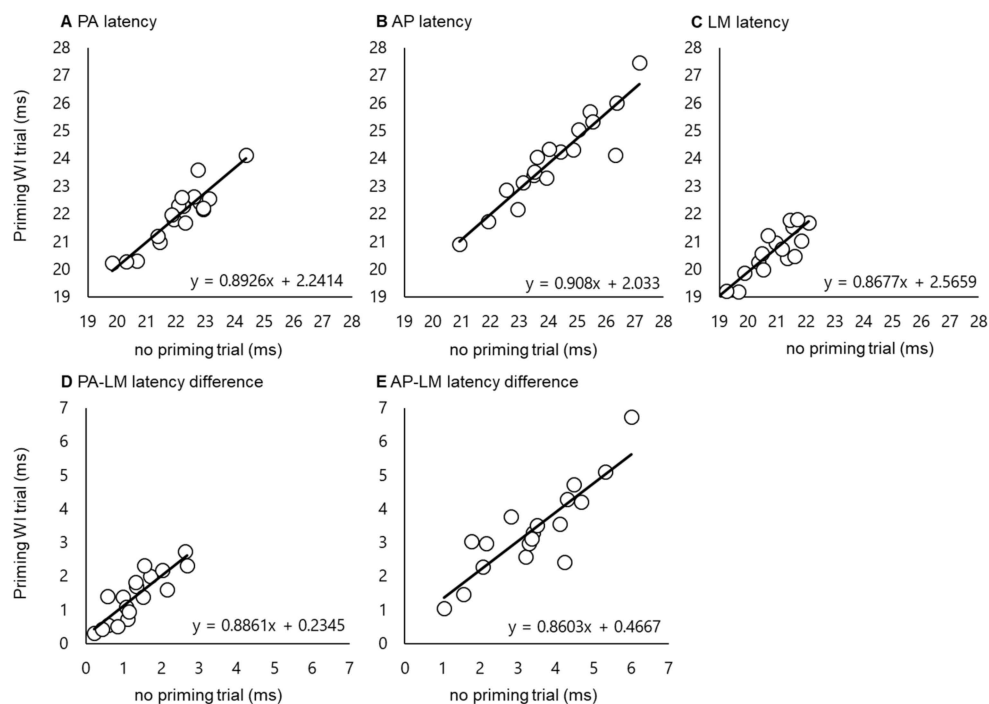 A PA latency
B AP latency
C LM latency
28
27
26
25
24
23
22
21
20
19
28
27
26
25
24
23
22
21
20
19
28
27
26
25
24
23
22
21
20
19
Priming WI trial (ms)
y = 0.8926x + 2.2414
y = 0.908x + 2.033
y = 0.8677x + 2.5659
19 20 21 22 23 24 25 26 27 28
19 20 21 22 23 24 25 26 27 28
19 20 21 22 23 24 25 26 27 28
no priming trial (ms)
no priming trial (ms)
no priming trial (ms)
D PA-LM latency difference
E AP-LM latency difference
7
6
5
4
3
2
1
0
7
6
5
4
3
2
1
0
Priming WI trial (ms)
y = 0.8861x + 0.2345
y = 0.8603x + 0.4667
0 1 2 3 4 5 6 7
0 1 2 3 4 5 6 7
no priming trial (ms)
no priming trial (ms)